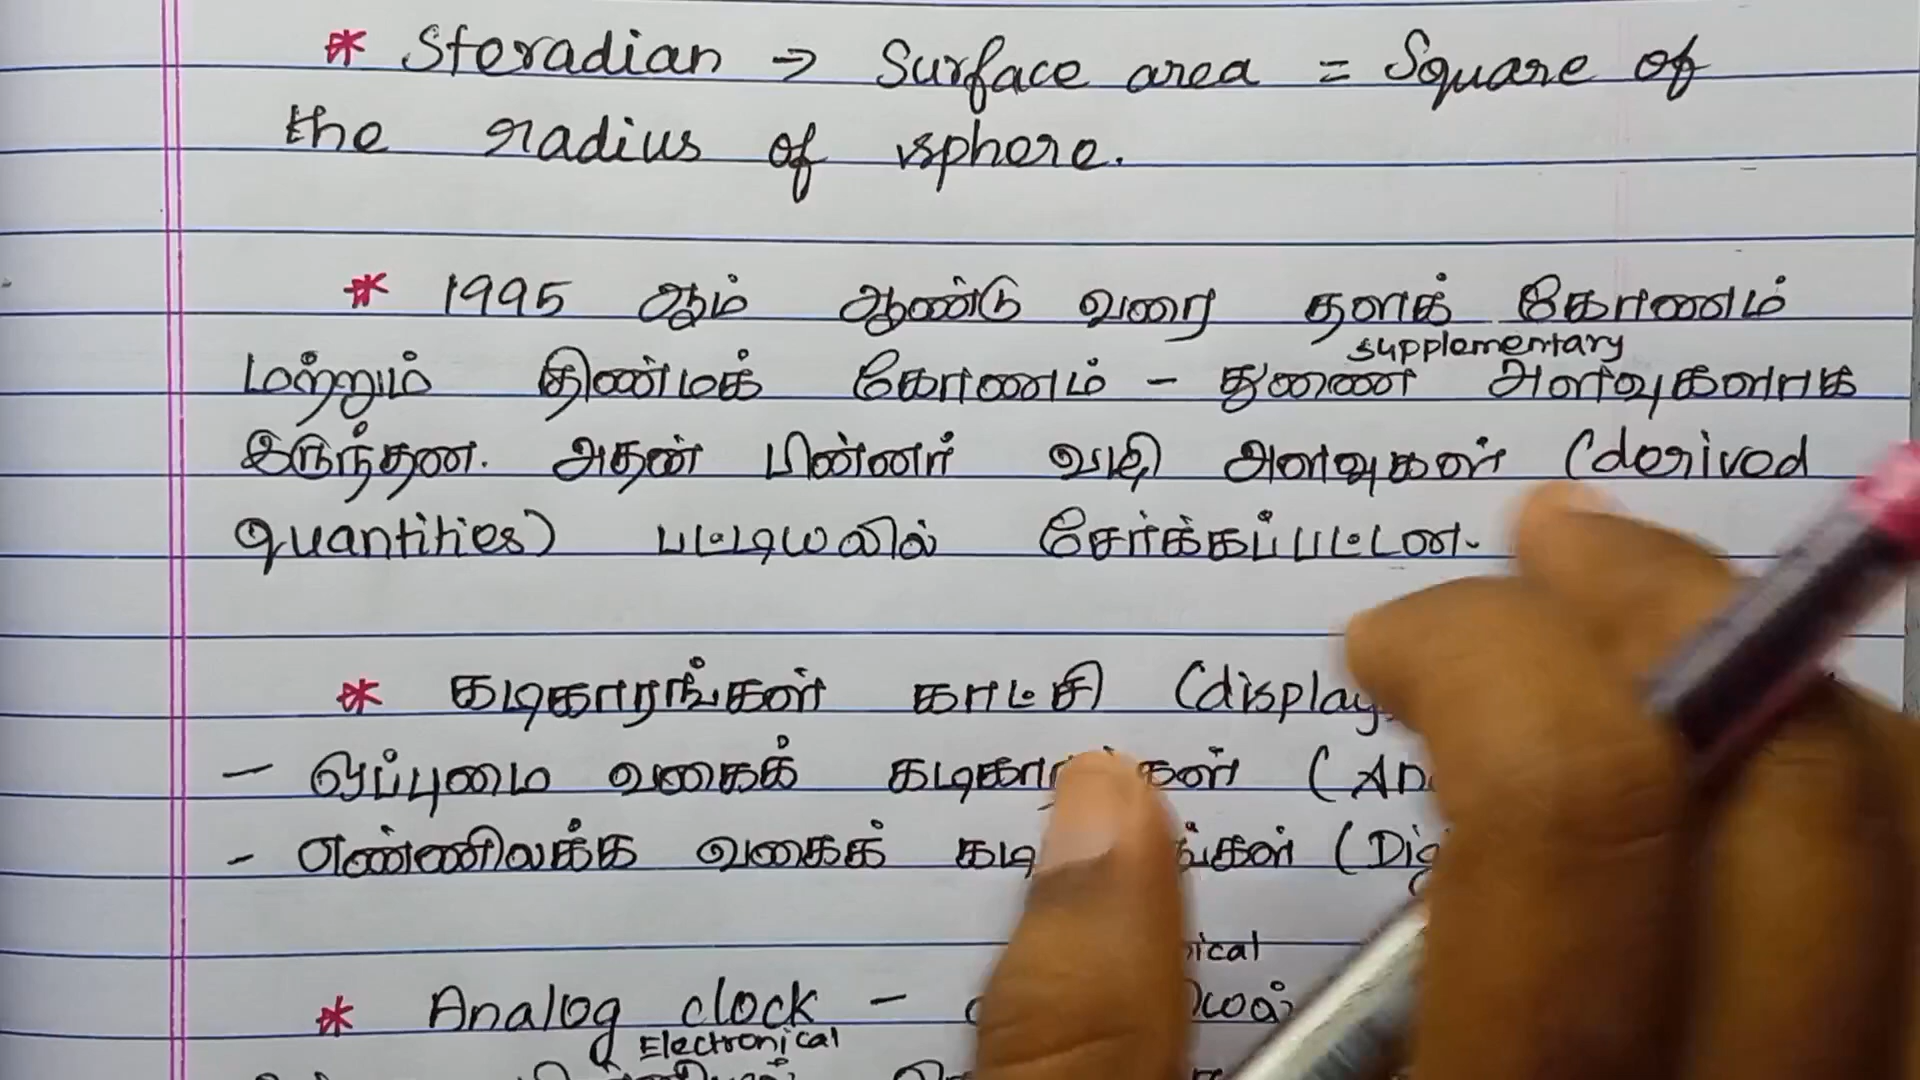 * Steradian → Surface area = Square of
the radius of sphere.
* 1995 ஆம் ஆண்டு வரை தளக் கோணம்
supplementary
மற்றும் திண்மக் கோணம் - துணை அளவுகளாக
இருந்தன. அதன் பின்னர் வழி அளவுகள் (derived
quantities) பட்டியலில் சேர்க்கப்பட்டன.
* கடிகாரங்கள் காட்சி (display
- ஒப்புமை வகைக் கள் (An
- எண்ணிலக்க வகைக் கடி ங்கள் (Dig
ical
* Analog clock -
Electronical